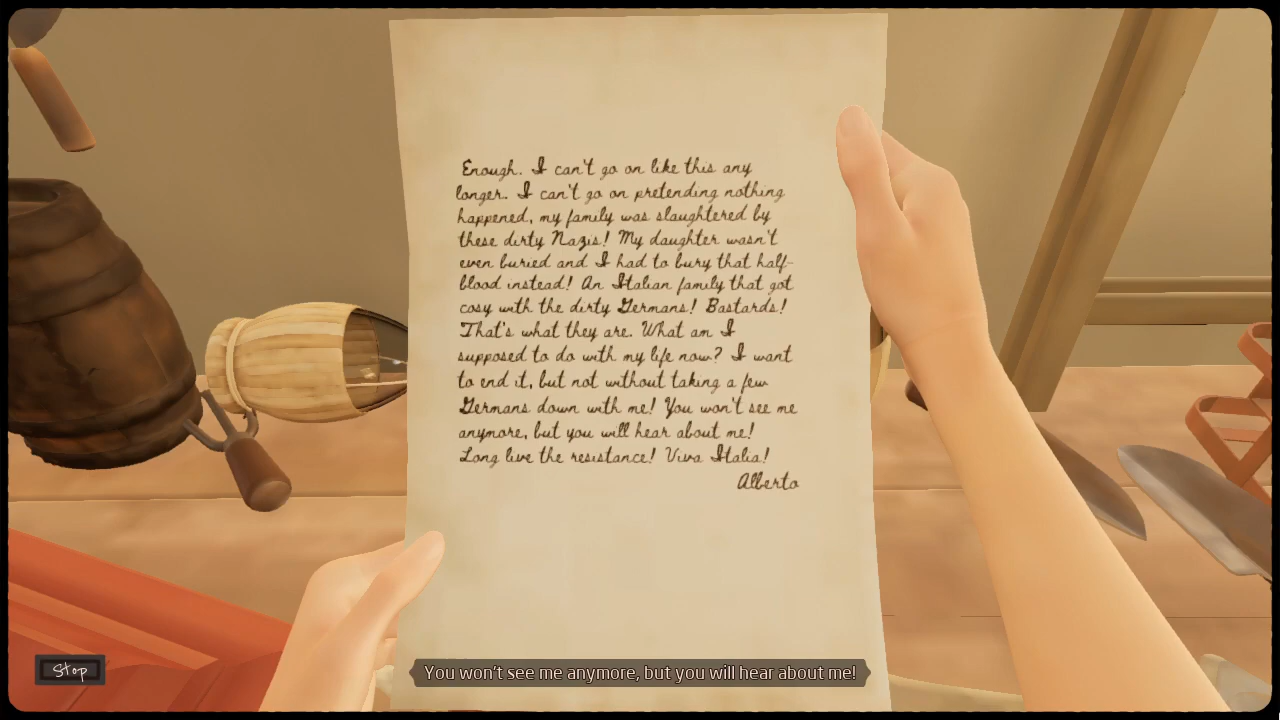 Enough. I can't go on like this any
longer. I can't go on pretending nothing
happened, my family was slaughtered by
these dirty Nazis! My daughter wasn't
even buried and I had to bury that half-
blood instead! An Italian family that got
cosy with the dirty Germans! Bastards!
That's what they are. What am I
supposed to do with my life now? I want
to end it, but not without taking a few
Germans down with me! You won't see me
anymore, but you will hear about me!
Long live the resistance! Viva Italia!
Alberto
Stop
You won't see me anymore, but you will hear about me!